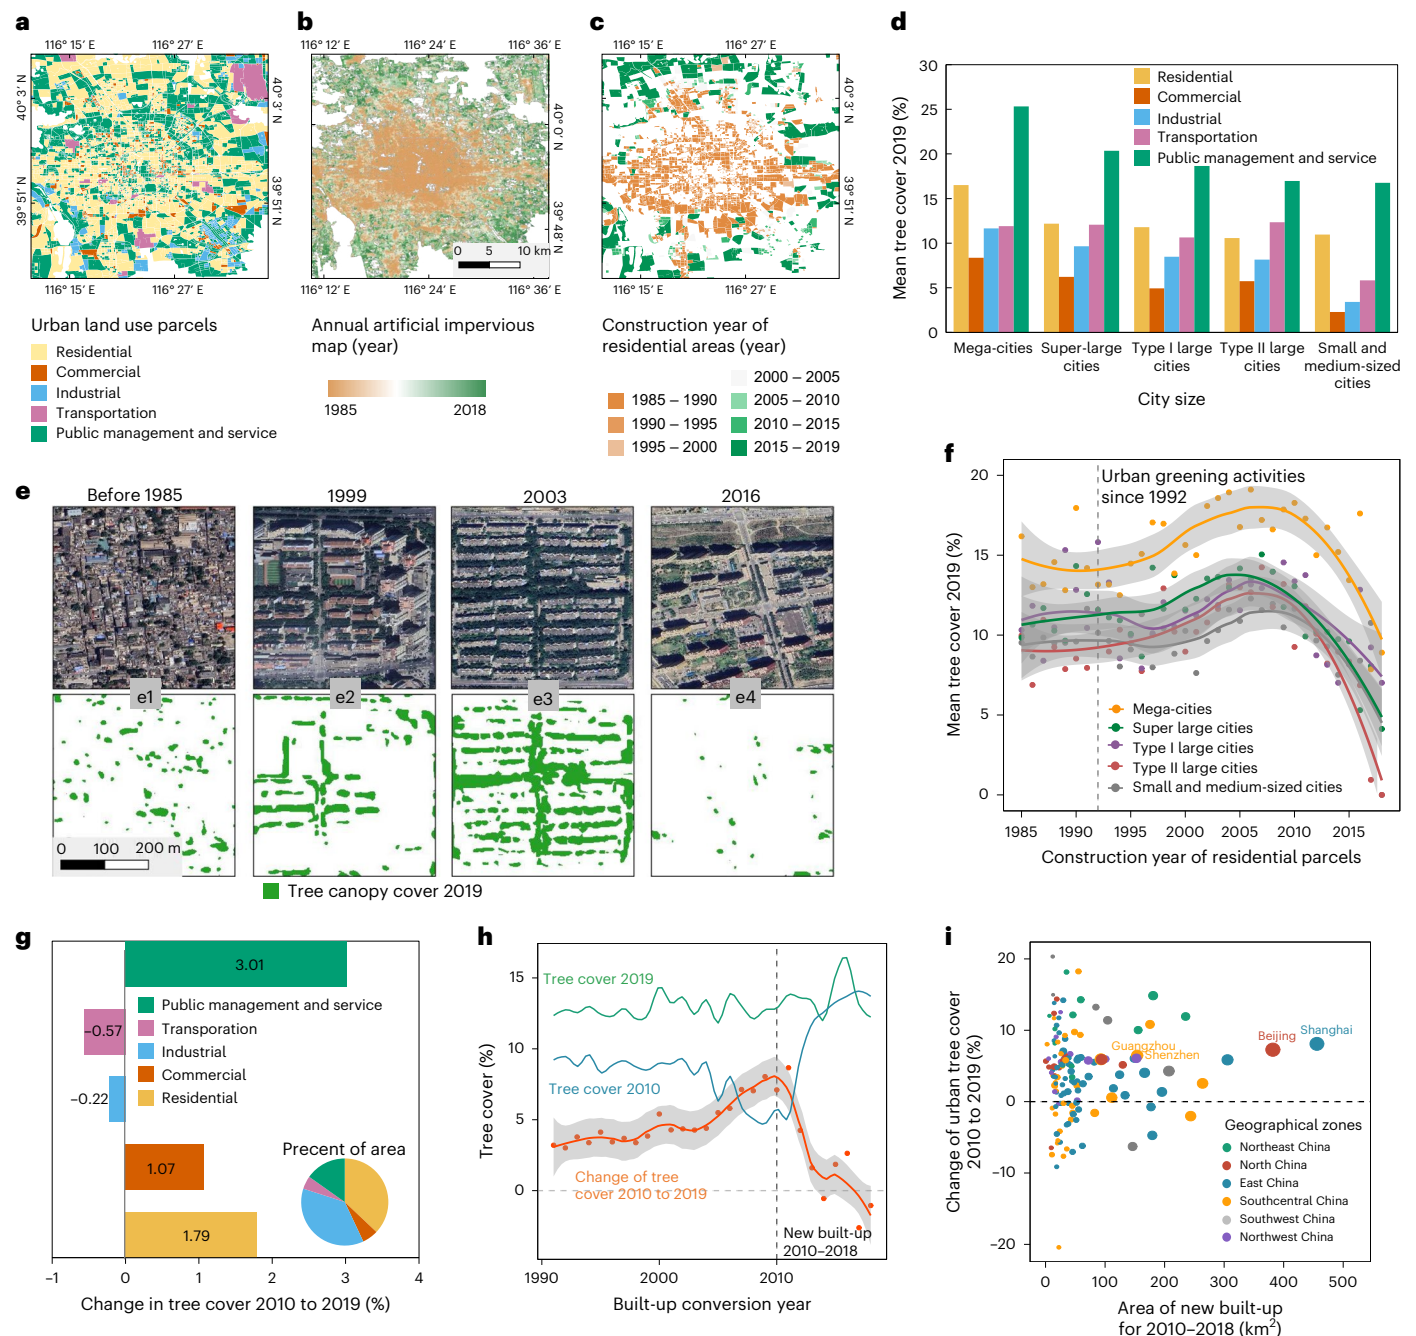 a
116° 15′ E 116° 27′ E
40° 3′ N
39° 51′ N
116° 15′ E 116° 27′ E
Urban land use parcels
Residential
Commercial
Industrial
Transportation
Public management and service
b
116° 12′ E 116° 24′ E 116° 36′ E
40° 0′ N
39° 48′ N
0 5 10 km
116° 12′ E 116° 24′ E 116° 36′ E
Annual artificial impervious
map (year)
1985 2018
c
116° 15′ E 116° 27′ E
40° 3′ N
39° 51′ N
116° 15′ E 116° 27′ E
Construction year of
residential areas (year)
2000 – 2005
1985 – 1990 2005 – 2010
1990 – 1995 2010 – 2015
1995 – 2000 2015 – 2019
d
Mean tree cover 2019 (%)
30
25
20
15
10
5
0
Residential
Commercial
Industrial
Transportation
Public management and service
Mega-cities Super-large Type I large Type II large Small and
cities cities cities medium-sized
cities
City size
e
Before 1985 1999 2003 2016
e1 e2 e3 e4
0 100 200 m
Tree canopy cover 2019
f
Mean tree cover 2019 (%)
20
15
10
5
0
Urban greening activities
since 1992
Mega-cities
Super large cities
Type I large cities
Type II large cities
Small and medium-sized cities
1985 1990 1995 2000 2005 2010 2015
Construction year of residential parcels
g
3.01
Public management and service
Transporation
Industrial
Commercial
Residential
−0.57
−0.22
1.07
1.79
Precent of area
−1 0 1 2 3 4
Change in tree cover 2010 to 2019 (%)
h
Tree cover (%)
15
10
5
0
Tree cover 2019
Tree cover 2010
Change of tree
cover 2010 to 2019
New built-up
2010–2018
1990 2000 2010
Built-up conversion year
i
Change of urban tree cover
2010 to 2019 (%)
20
10
0
−10
−20
Beijing Shanghai
Guangzhou
Shenzhen
Geographical zones
Northeast China
North China
East China
Southcentral China
Southwest China
Northwest China
0 100 200 300 400 500
Area of new built-up
for 2010–2018 (km²)